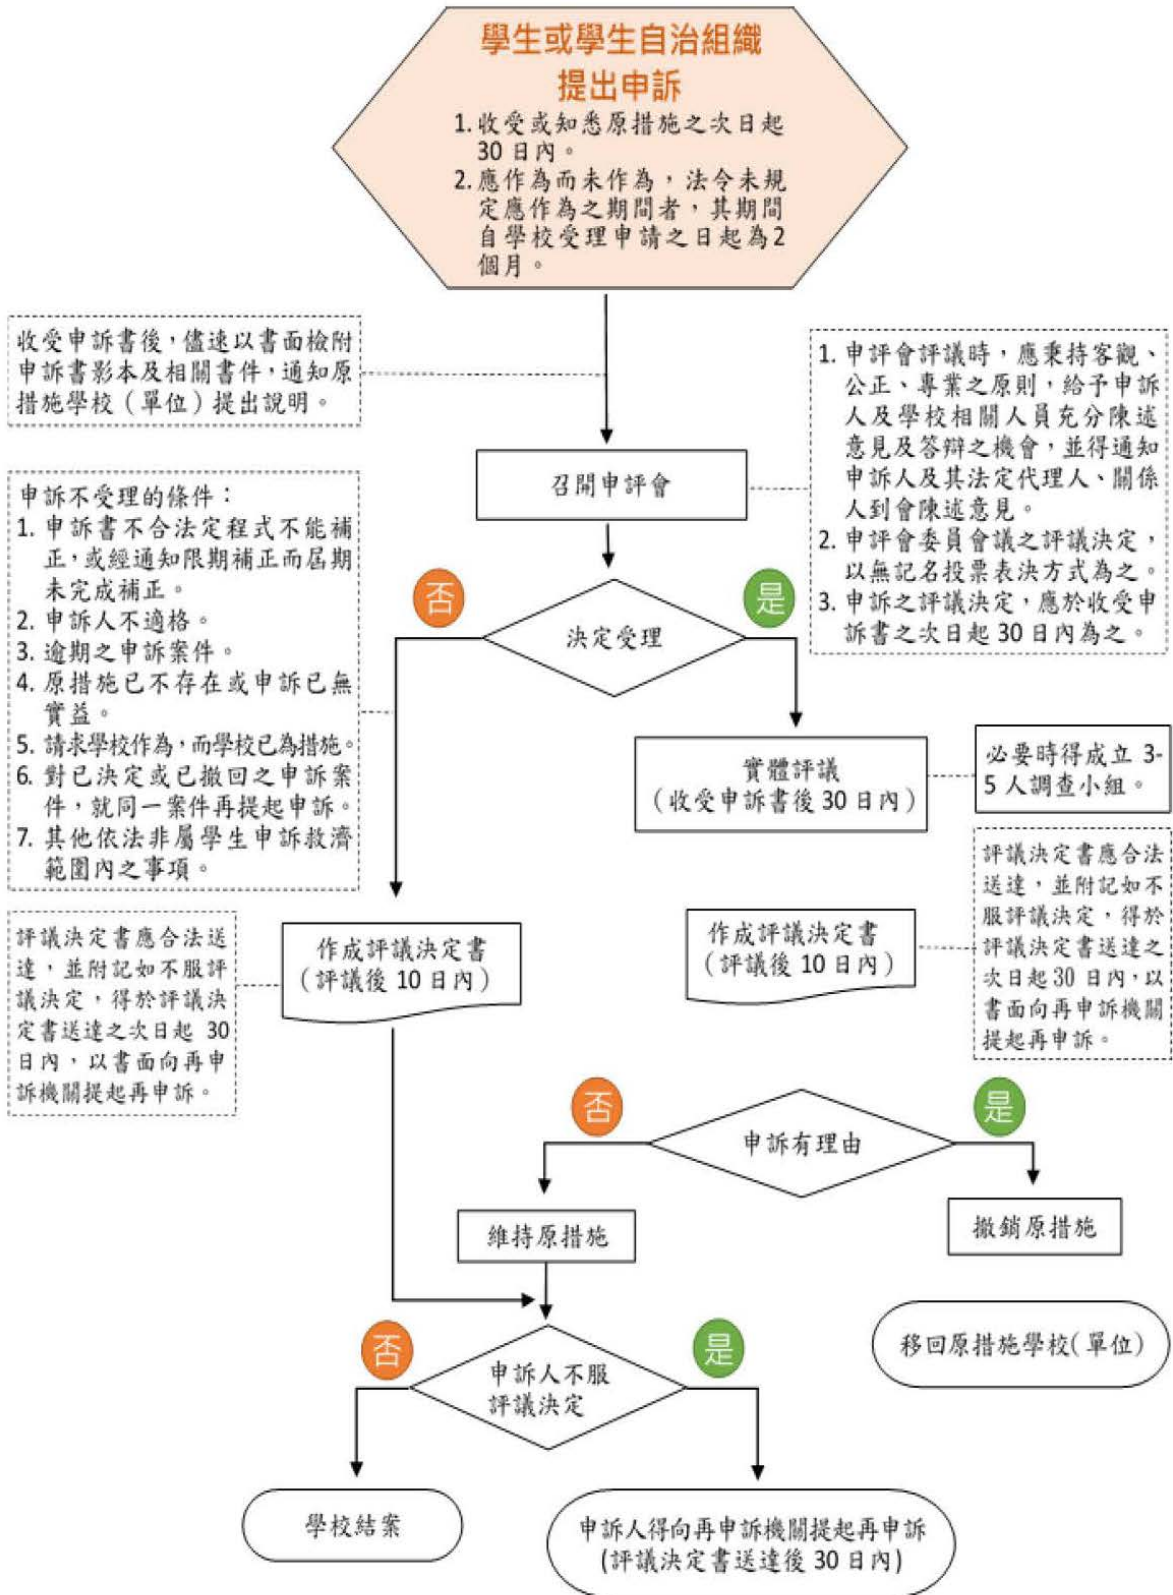 學生或學生自治組織
提出申訴
1. 收受或知悉原措施之次日起
30 日內。
2. 應作為而未作為，法令未規
定應作為之期間者，其期間
自學校受理申請之日起為2
個月。
收受申訴書後，儘速以書面檢附
申訴書影本及相關書件，通知原
措施學校（單位）提出說明。
1. 申評會評議時，應秉持客觀、
公正、專業之原則，給予申訴
人及學校相關人員充分陳述
意見及答辯之機會，並得通知
申訴人及其法定代理人、關係
人到會陳述意見。
2. 申評會委員會議之評議決定，
以無記名投票表決方式為之。
3. 申訴之評議決定，應於收受申
訴書之次日起 30 日內為之。
召開申評會
申訴不受理的條件：
1. 申訴書不合法定程式不能補
正，或經通知限期補正而屆期
未完成補正。
2. 申訴人不適格。
3. 逾期之申訴案件。
4. 原措施已不存在或申訴已無
實益。
5. 請求學校作為，而學校已為措施。
6. 對已決定或已撤回之申訴案
件，就同一案件再提起申訴。
7. 其他依法非屬學生申訴救濟
範圍內之事項。
否
是
決定受理
實體評議
（收受申訴書後 30 日內）
必要時得成立 3-
5 人調查小組。
評議決定書應合法送
達，並附記如不服評
議決定，得於評議決
定書送達之次日起 30
日內，以書面向再申
訴機關提起再申訴。
作成評議決定書
（評議後 10 日內）
作成評議決定書
（評議後 10 日內）
評議決定書應合法
送達，並附記如不
服評議決定，得於
評議決定書送達之
次日起 30 日內，以
書面向再申訴機關
提起再申訴。
否
是
申訴有理由
維持原措施
撤銷原措施
移回原措施學校(單位)
否
是
申訴人不服
評議決定
學校結案
申訴人得向再申訴機關提起再申訴
(評議決定書送達後 30 日內)